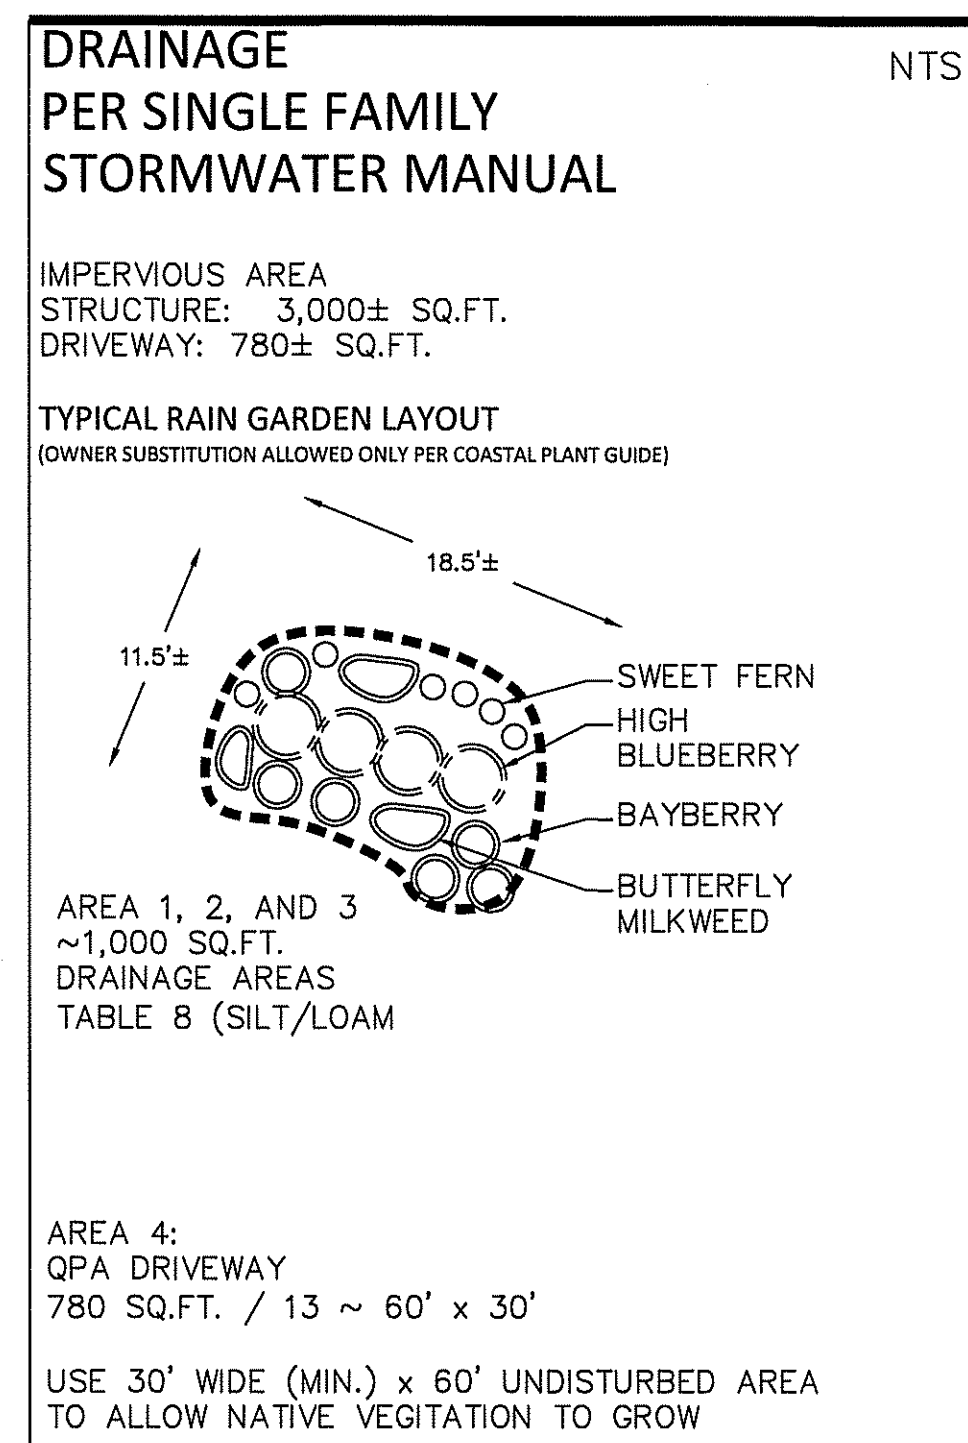 DRAINAGE
NTS
PER SINGLE FAMILY
STORMWATER MANUAL
IMPERVIOUS AREA
STRUCTURE: 3,000± SQ.FT.
DRIVEWAY: 780± SQ.FT.
TYPICAL RAIN GARDEN LAYOUT
(OWNER SUBSTITUTION ALLOWED ONLY PER COASTAL PLANT GUIDE)
18.5'±
11.5'±
SWEET FERN
HIGH
BLUEBERRY
BAYBERRY
BUTTERFLY
MILKWEED
AREA 1, 2, AND 3
~1,000 SQ.FT.
DRAINAGE AREAS
TABLE 8 (SILT/LOAM
AREA 4:
QPA DRIVEWAY
780 SQ.FT. / 13 ~ 60' x 30'
USE 30' WIDE (MIN.) x 60' UNDISTURBED AREA
TO ALLOW NATIVE VEGITATION TO GROW